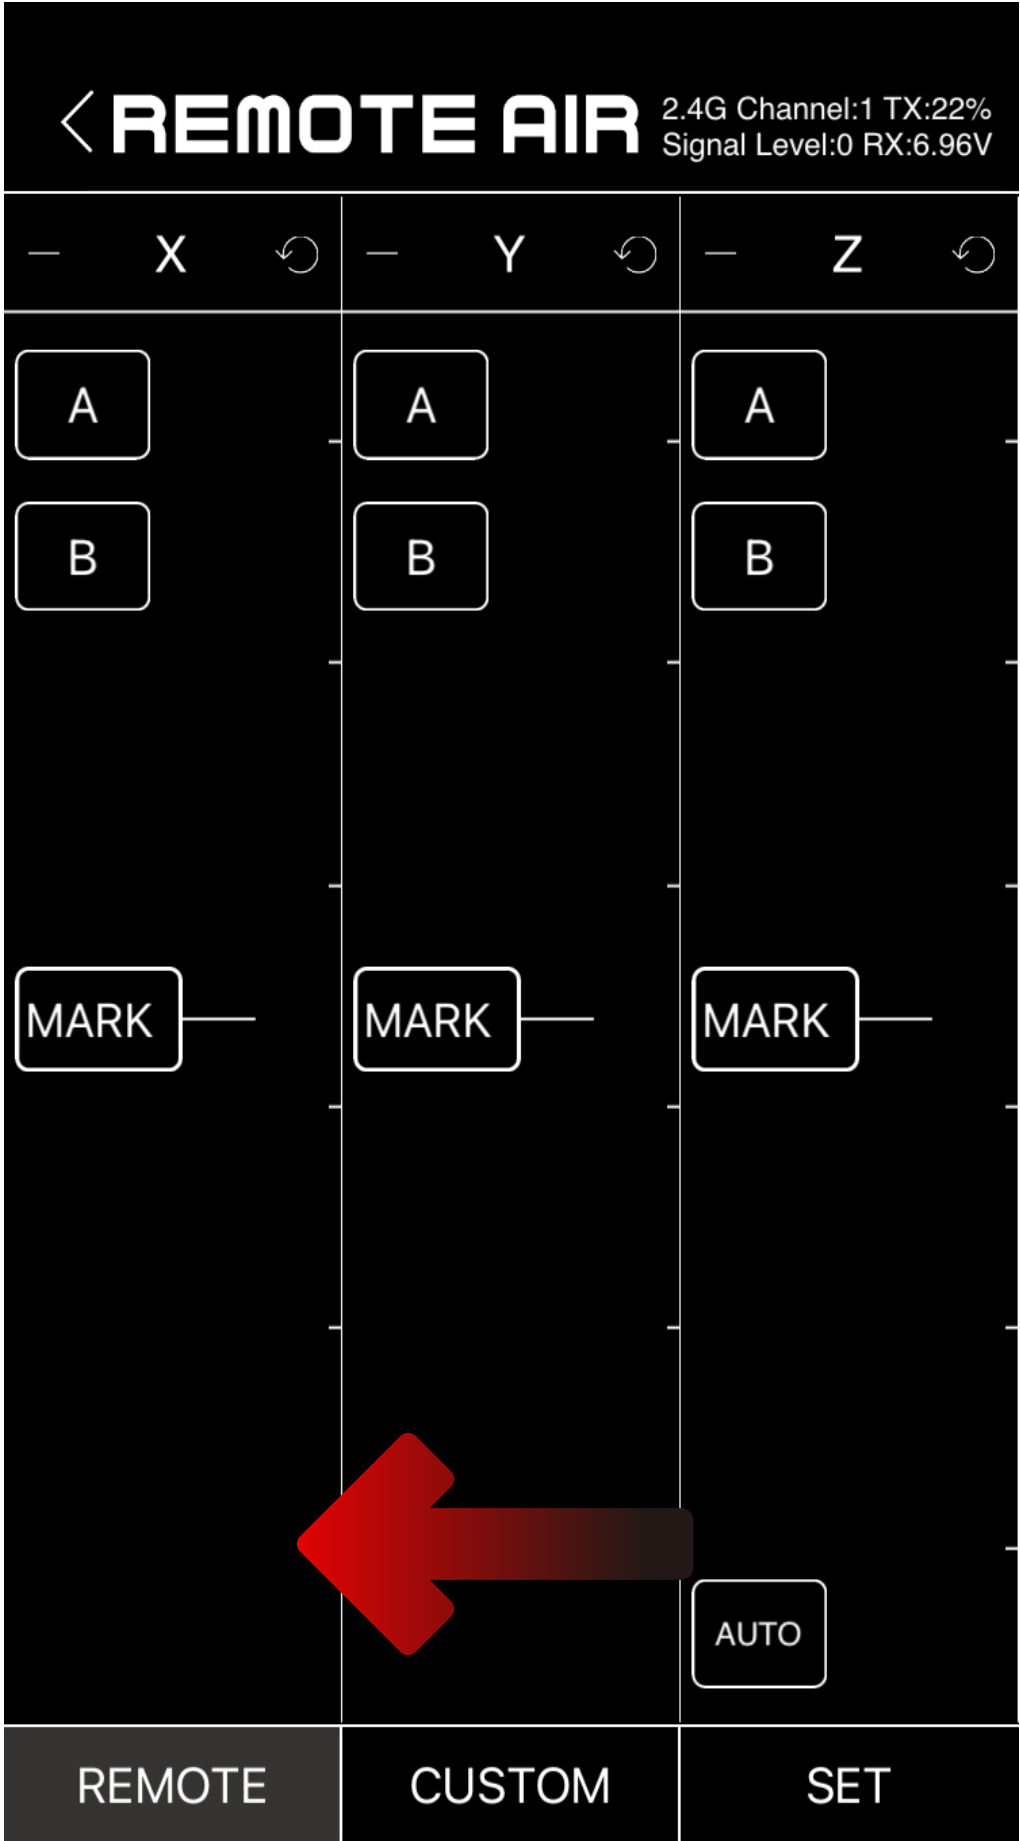 REMOTE AIR
2.4G Channel:1 TX:22%
Signal Level:0 RX:6.96V
X Y Z
A A A
B B B
MARK MARK MARK
AUTO
REMOTE CUSTOM SET